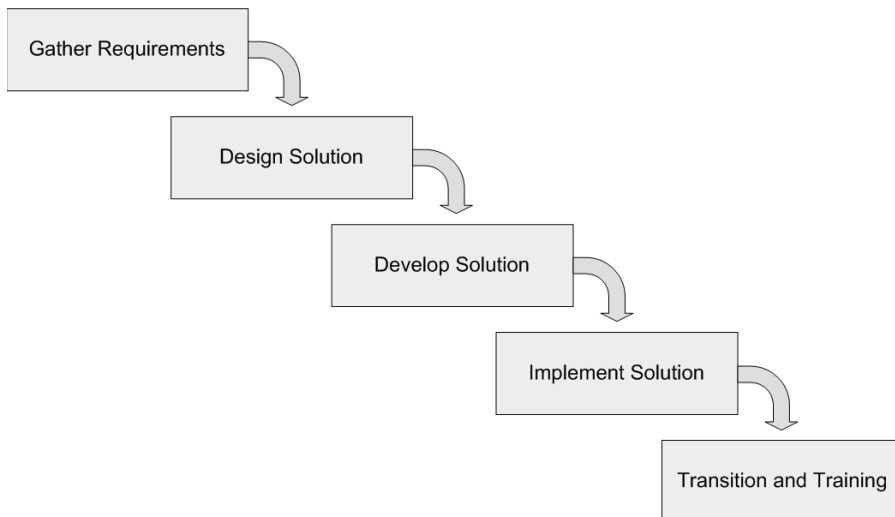 Gather Requirements
Design Solution
Develop Solution
Implement Solution
Transition and Training